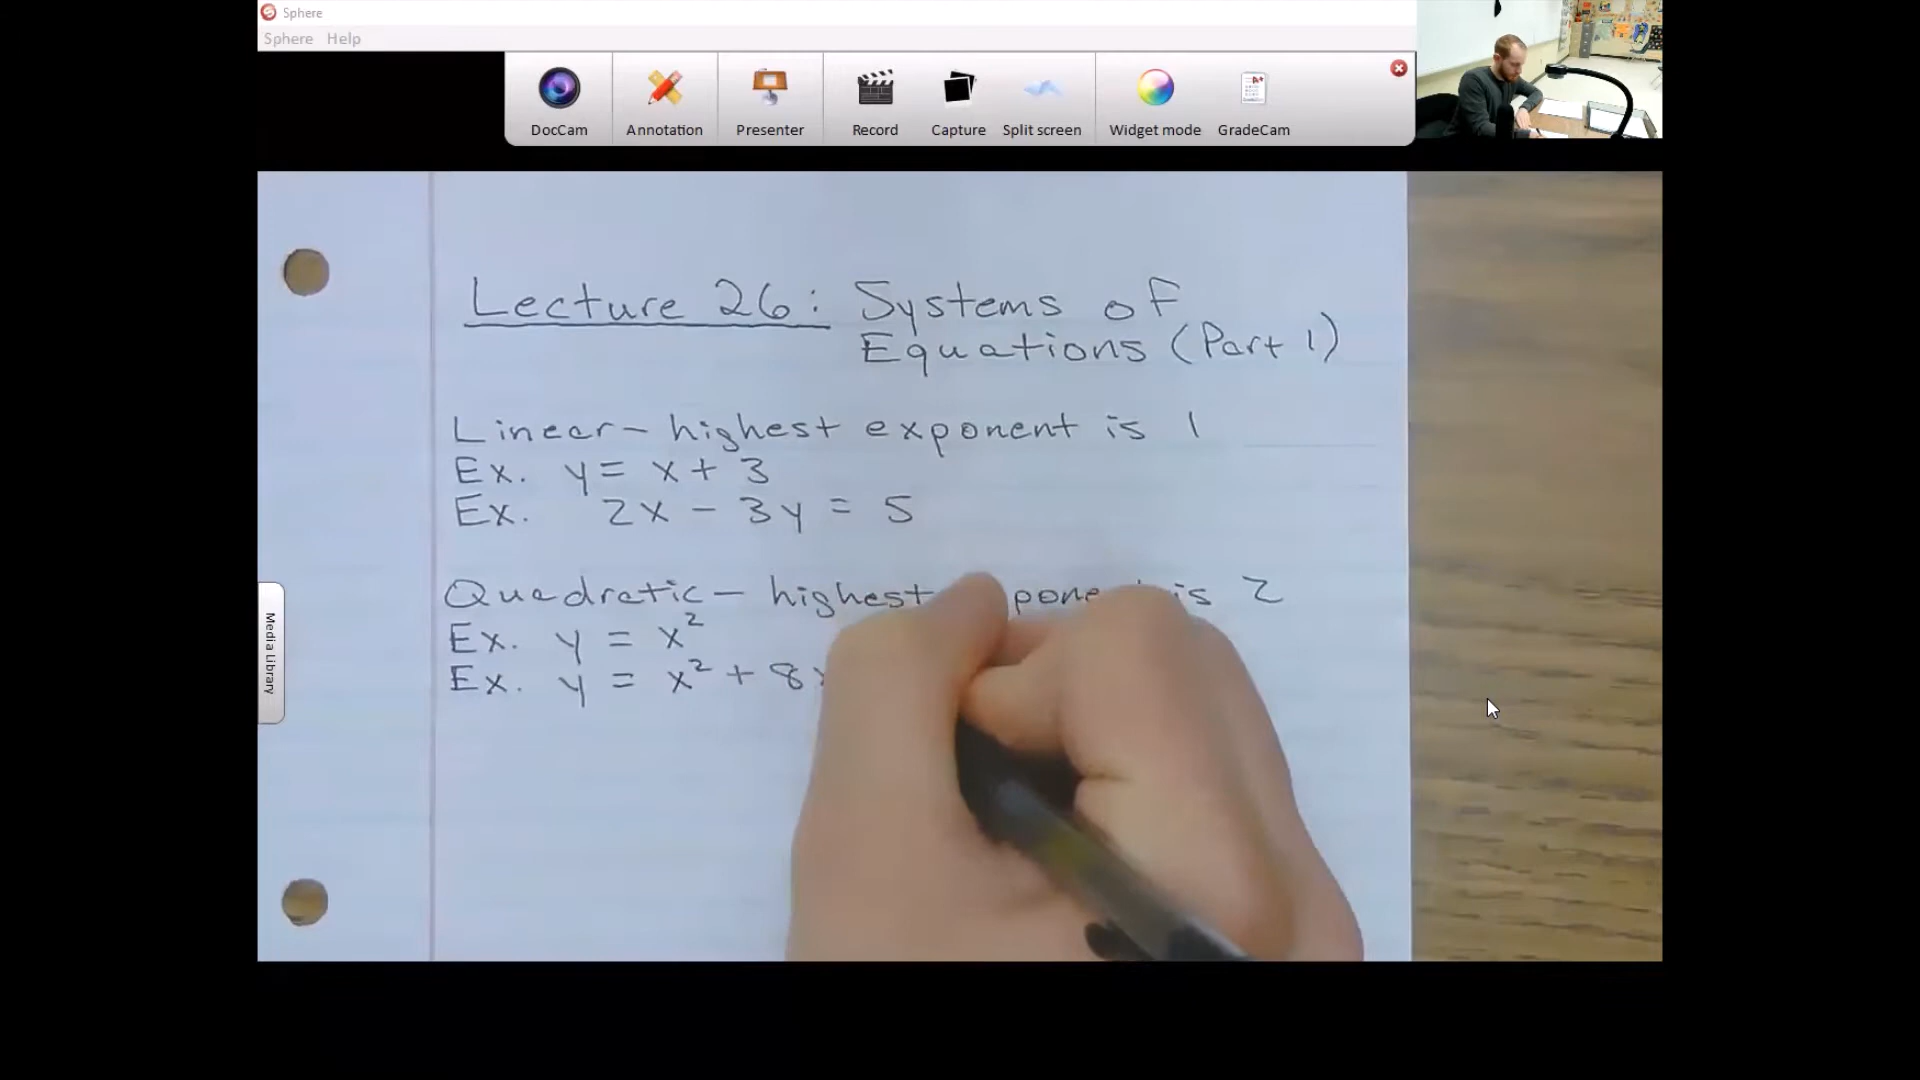 Sphere
Sphere Help
DocCam Annotation Presenter Record Capture Split screen Widget mode GradeCam
Lecture 26: Systems of
Equations (Part 1)
Linear - highest exponent is 1
Ex. y = x + 3
Ex. 2x - 3y = 5
Quadratic - highest is 2
Ex. y = x²
Ex. y = x² + 8x
Media Library